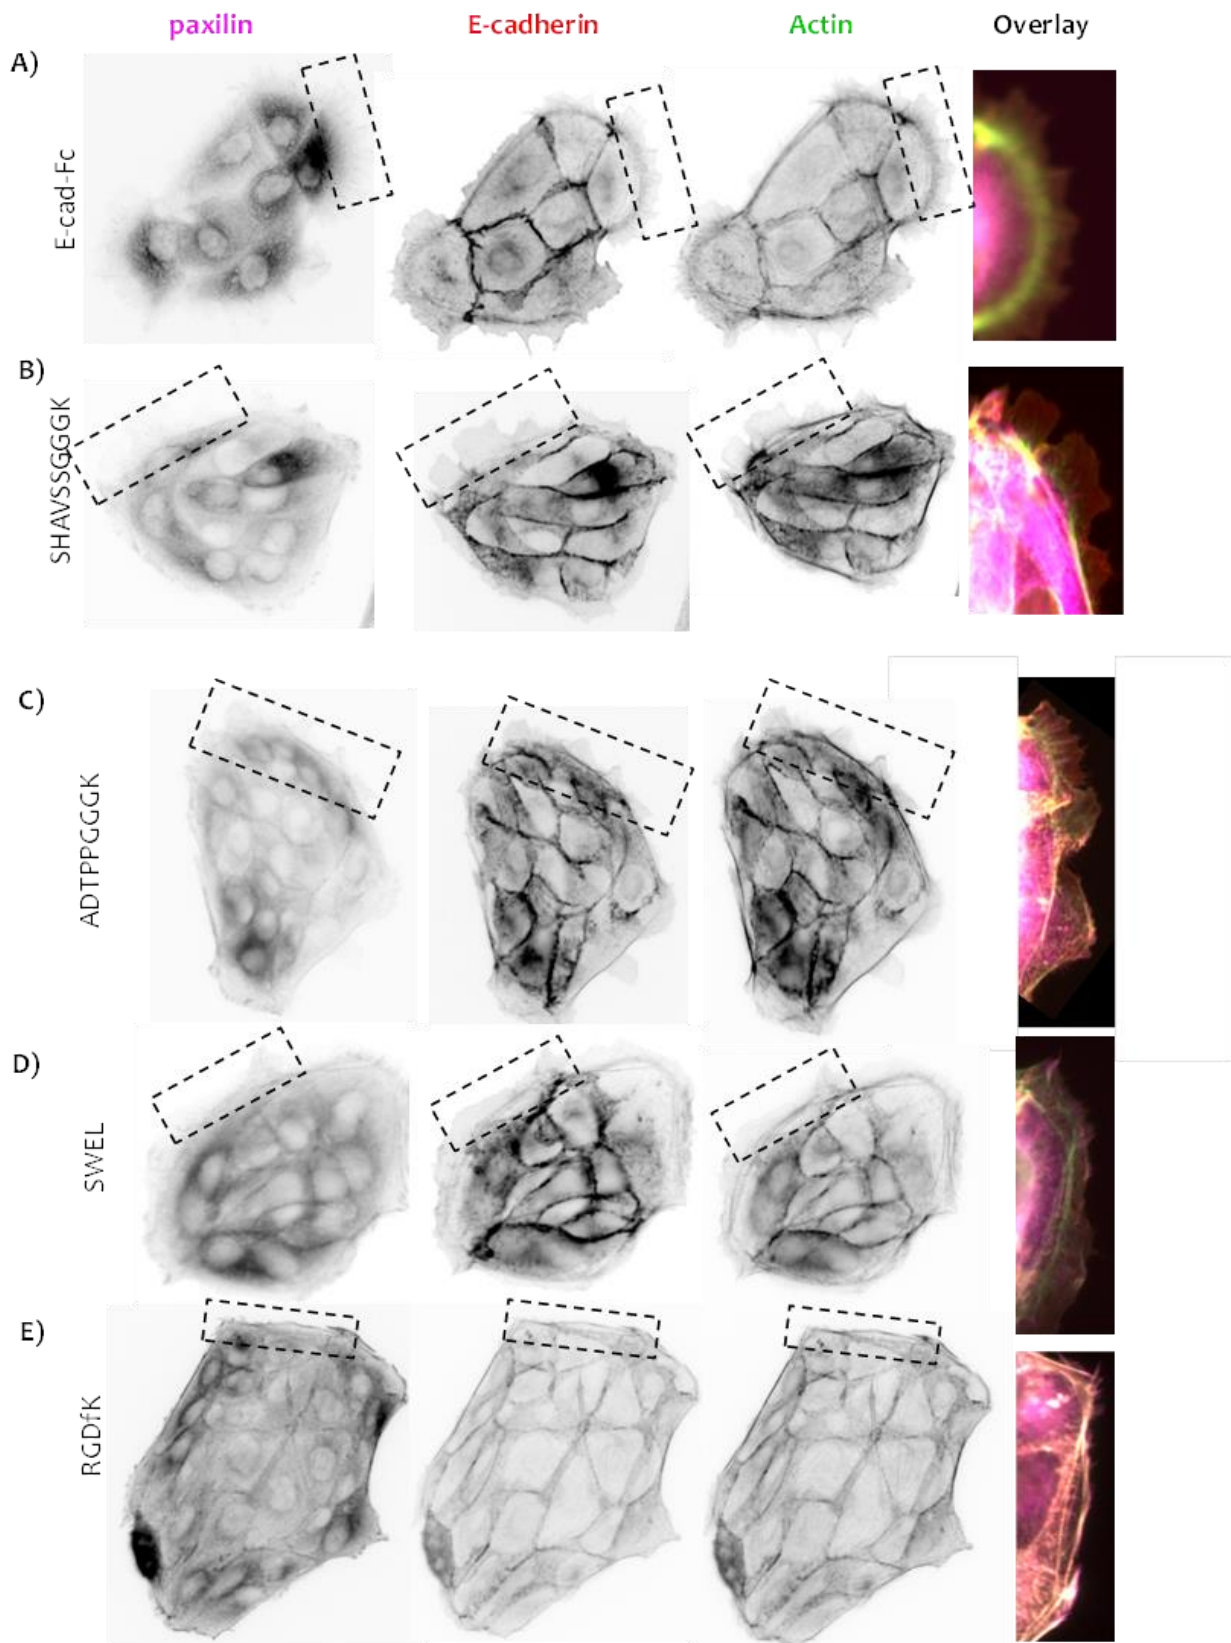 paxilin E-cadherin Actin Overlay
A)
E-cad-Fc
B)
SHAVSSGGGK
C)
ADTPPGGGK
D)
SWEL
E)
RGDfK